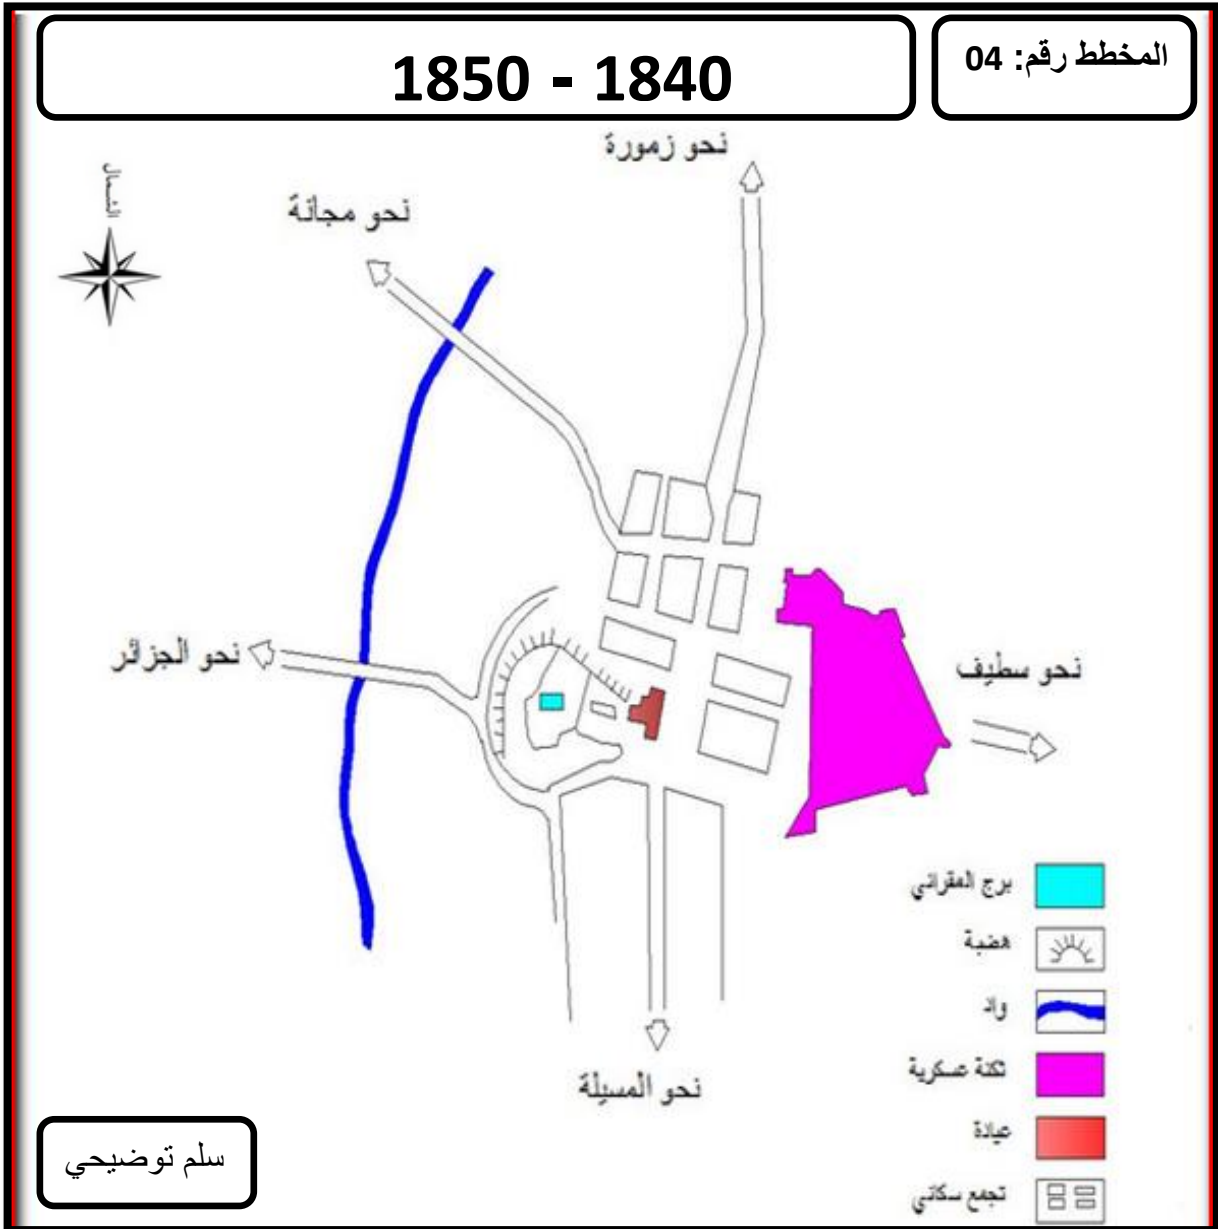 المخطط رقم: 04
1840 - 1850
نحو زمورة
الشمال
نحو مجانة
نحو الجزائر
نحو سطيف
نحو المسيلة
برج المقراني
هضبة
واد
ثكنة عسكرية
عيادة
تجمع سكاني
سلم توضيحي